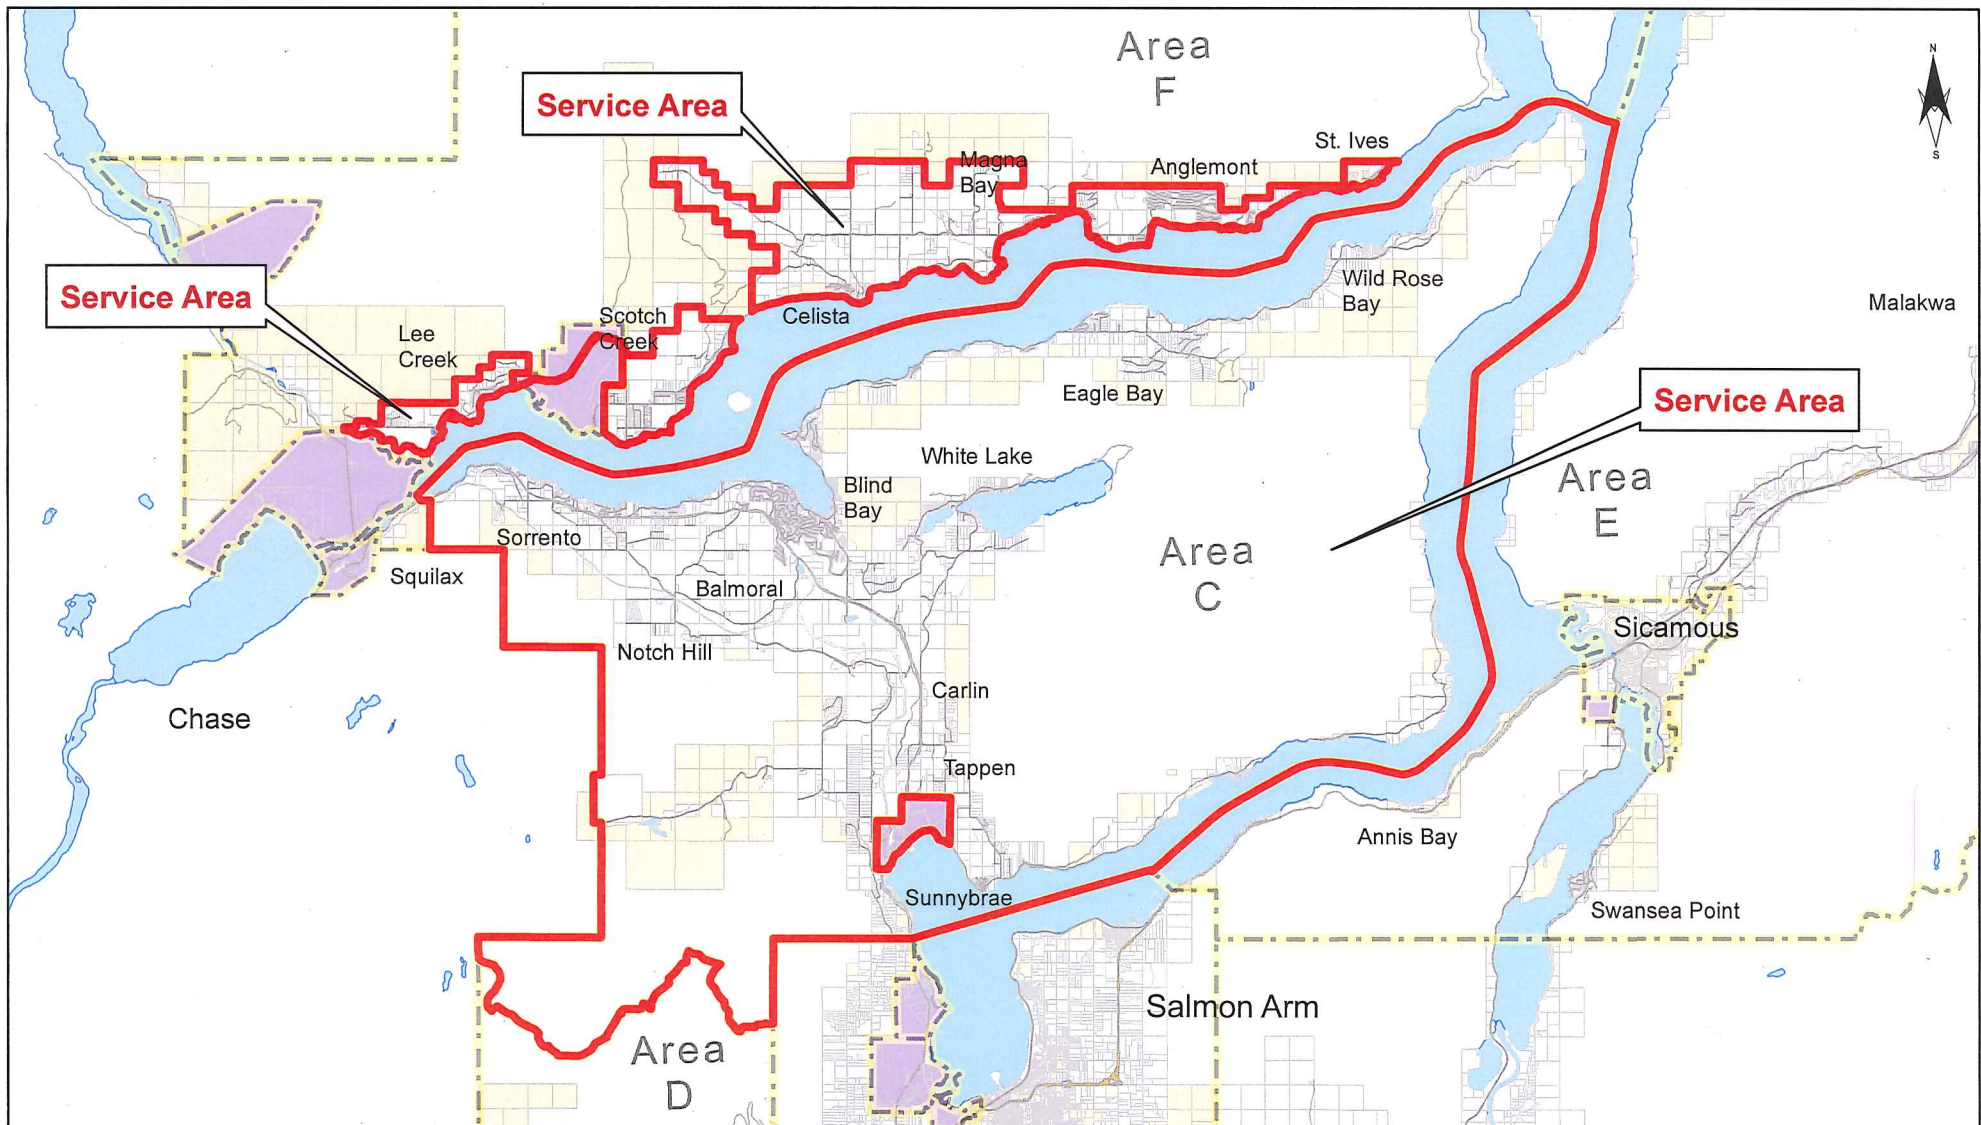 Area
F
N
S
Service Area
St. Ives
Magna
Bay
Anglemont
Wild Rose
Bay
Malakwa
Service Area
Scotch
Creek
Celista
Lee
Creek
Eagle Bay
Service Area
White Lake
Blind
Bay
Area
E
Sorrento
Area
C
Squilax
Balmoral
Sicamous
Notch Hill
Carlin
Chase
Tappen
Annis Bay
Sunnybrae
Swansea Point
Salmon Arm
Area
D